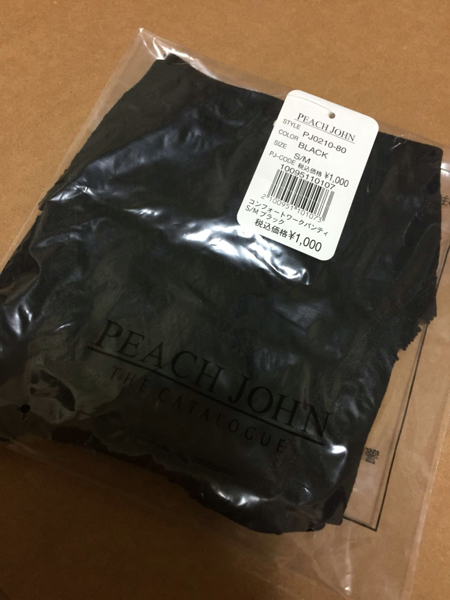 PEACH JOHN
STYLE PJ0210-80
COLOR BLACK
SIZE S/M
PJ-CODE 税込価格 ¥1,000
10095110107
2100951101073
コンフォートワークパンティ
S/M ブラック
税込価格¥1,000
PEACH JOHN
THE CATALOGUE